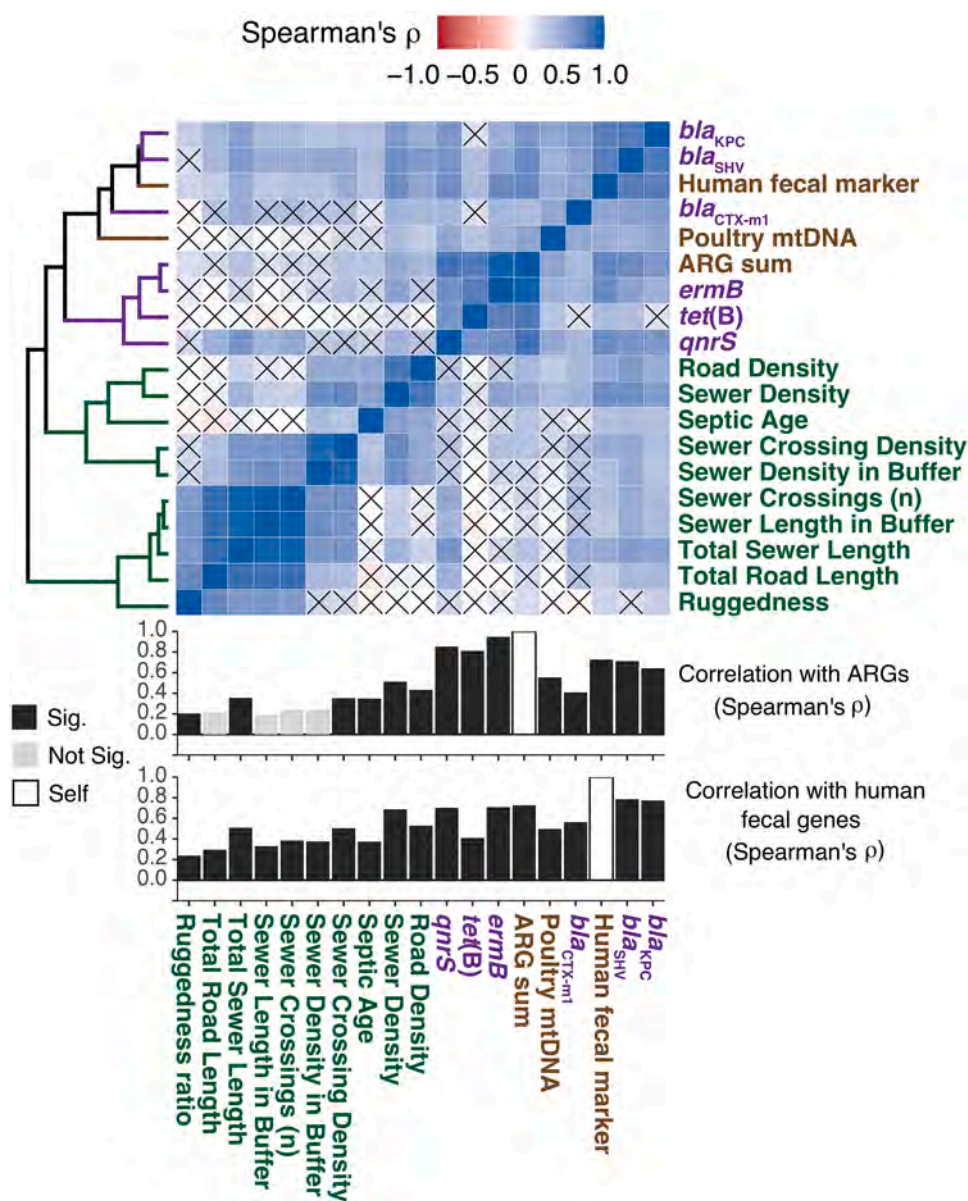 Spearman's ρ
−1.0 −0.5 0 0.5 1.0
blaKPC
blaSHV
Human fecal marker
blaCTX-m1
Poultry mtDNA
ARG sum
ermB
tet(B)
qnrS
Road Density
Sewer Density
Septic Age
Sewer Crossing Density
Sewer Density in Buffer
Sewer Crossings (n)
Sewer Length in Buffer
Total Sewer Length
Total Road Length
Ruggedness
1.0
0.8
0.6
0.4
0.2
0.0
Correlation with ARGs
(Spearman's ρ)
Sig.
Not Sig.
Self
1.0
0.8
0.6
0.4
0.2
0.0
Correlation with human
fecal genes
(Spearman's ρ)
Ruggedness ratio
Total Road Length
Total Sewer Length
Sewer Length in Buffer
Sewer Crossings (n)
Sewer Density in Buffer
Sewer Crossing Density
Septic Age
Sewer Density
Road Density
qnrS
tet(B)
ermB
ARG sum
Poultry mtDNA
blaCTX-m1
Human fecal marker
blaSHV
blaKPC